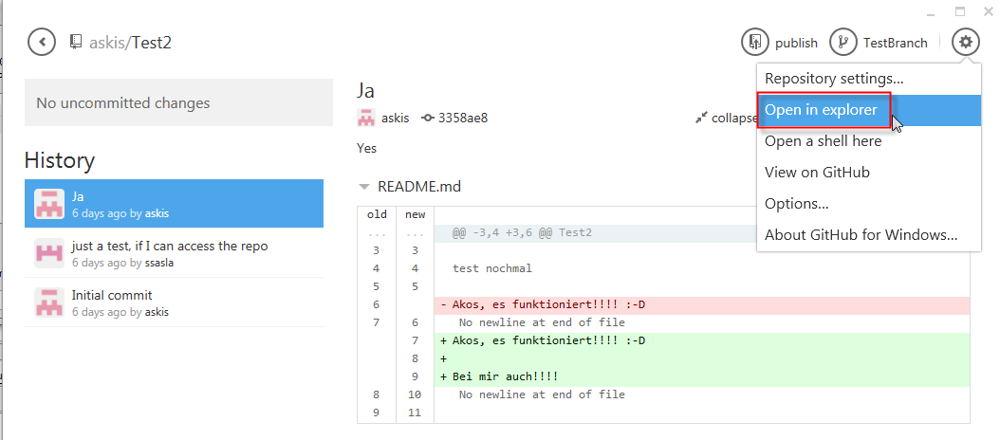 askis/Test2
publish
TestBranch
No uncommitted changes
History
Ja
6 days ago by askis
just a test, if I can access the repo
6 days ago by ssasla
Initial commit
6 days ago by askis
Ja
askis 3358ae8
collapse
Yes
README.md
old new
... ... @@ -3,4 +3,6 @@ Test2
3 3
4 4 test nochmal
5 5
6 - Akos, es funktioniert!!!! :-D
7 6 No newline at end of file
7 + Akos, es funktioniert!!!! :-D
8 +
9 + Bei mir auch!!!!
8 10 No newline at end of file
9 11
Repository settings...
Open in explorer
Open a shell here
View on GitHub
Options...
About GitHub for Windows...